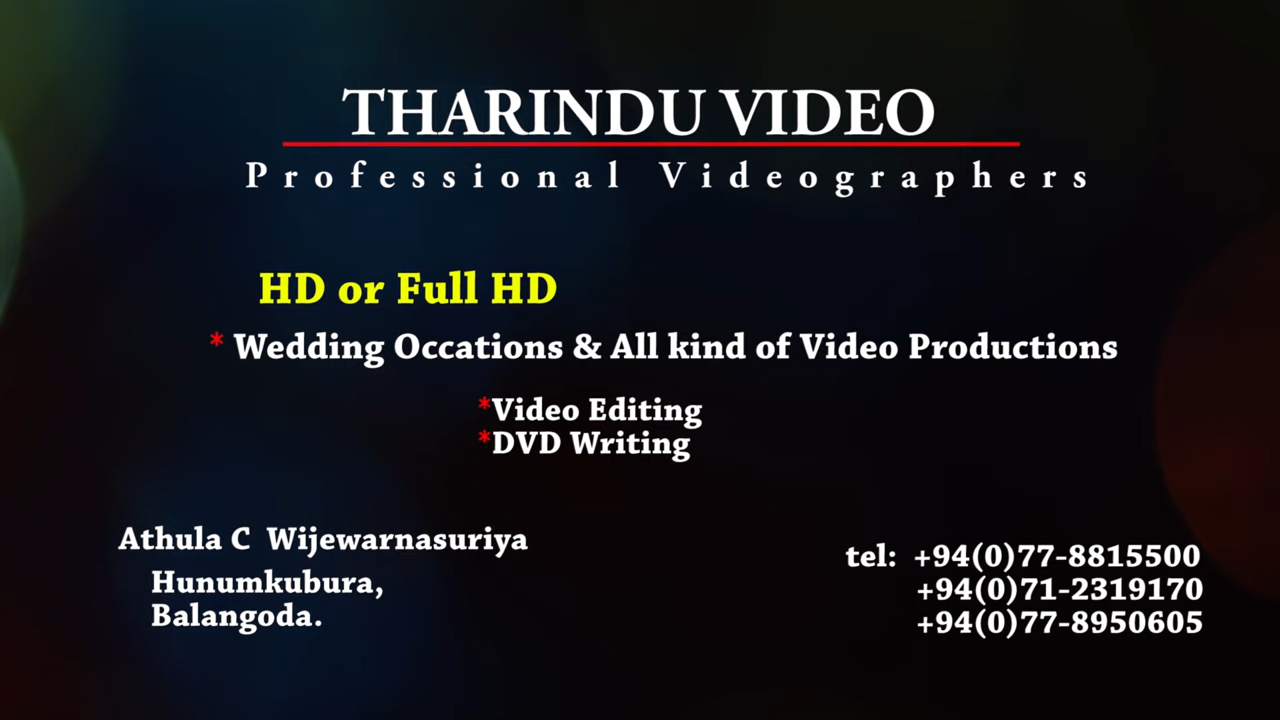 THARINDU VIDEO
Professional Videographers
HD or Full HD
* Wedding Occations & All kind of Video Productions
*Video Editing
*DVD Writing
Athula C Wijewarnasuriya
Hunumkubura,
Balangoda.
tel: +94(0)77-8815500
+94(0)71-2319170
+94(0)77-8950605